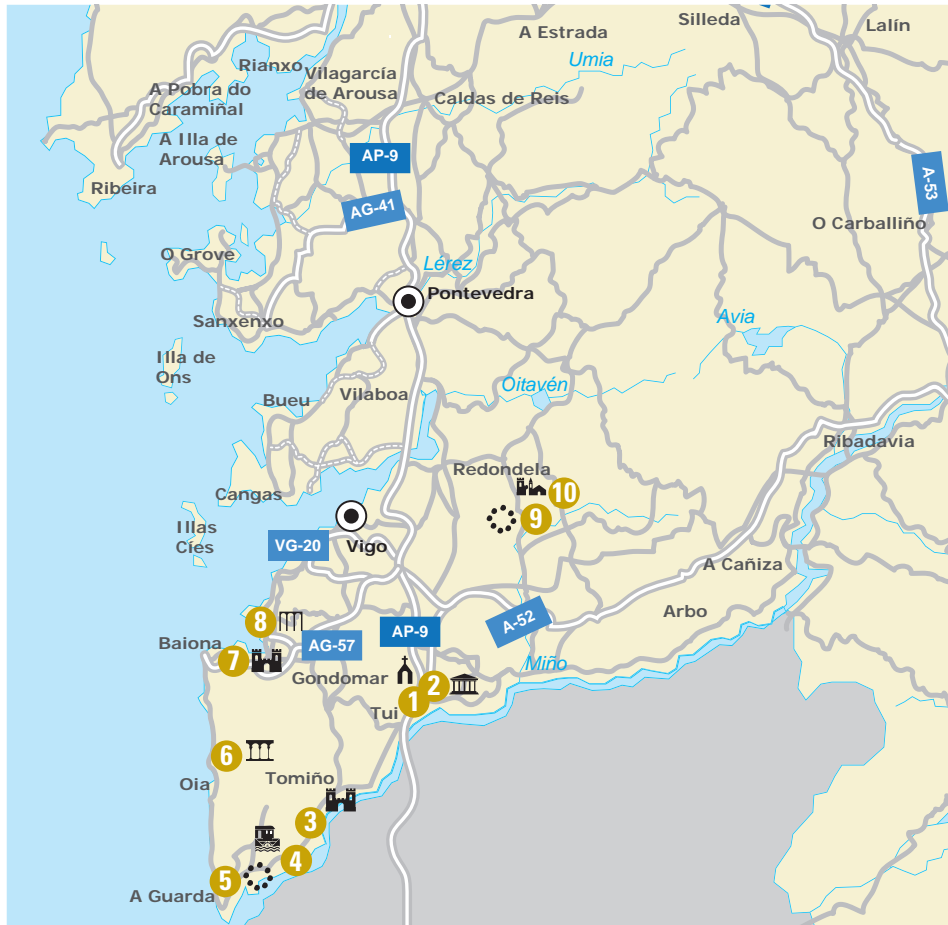 Silleda
Lalín
A Estrada
Umia
Rianxo
Vilagarcía
de Arousa
A Pobra do
Caramiñal
Caldas de Reis
A Illa de
Arousa
AP-9
A-53
Ribeira
AG-41
O Carballiño
O Grove
Lérez
Pontevedra
Sanxenxo
Avia
Illa de
Ons
Oitavén
Bueu
Vilaboa
Ribadavia
Redondela
10
Cangas
9
Illas
Cíes
VG-20
Vigo
A Cañiza
Arbo
A-52
8
AP-9
Baiona
AG-57
7
Miño
Gondomar
2
1
Tui
6
Oia
Tomiño
3
4
5
A Guarda